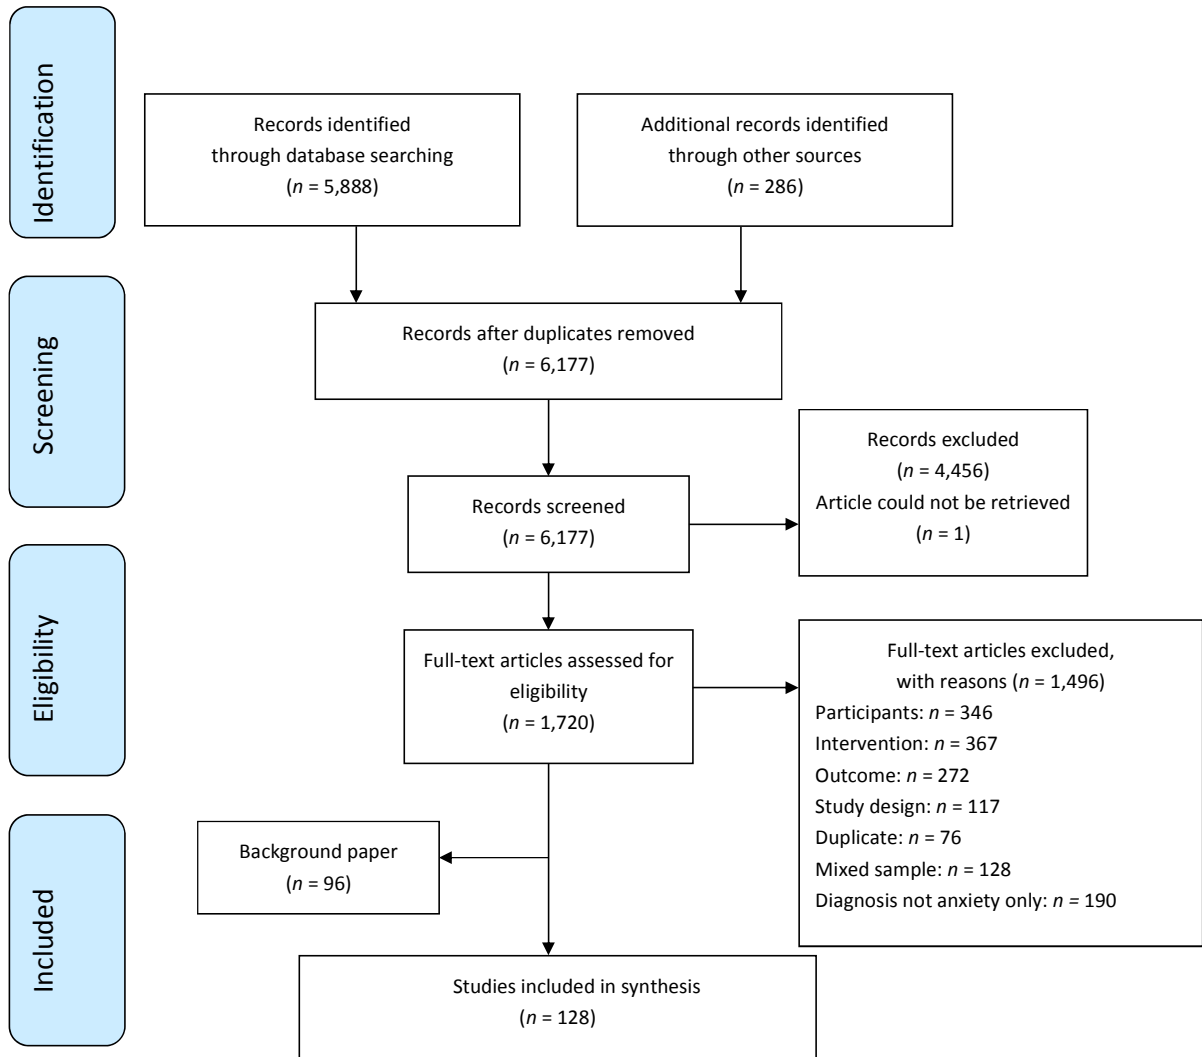 Identification
Records identified
through database searching
(n = 5,888)
Additional records identified
through other sources
(n = 286)
Screening
Records after duplicates removed
(n = 6,177)
Records screened
(n = 6,177)
Records excluded
(n = 4,456)
Article could not be retrieved
(n = 1)
Eligibility
Full-text articles assessed for
eligibility
(n = 1,720)
Full-text articles excluded,
with reasons (n = 1,496)
Participants: n = 346
Intervention: n = 367
Outcome: n = 272
Study design: n = 117
Duplicate: n = 76
Mixed sample: n = 128
Diagnosis not anxiety only: n = 190
Included
Background paper
(n = 96)
Studies included in synthesis
(n = 128)